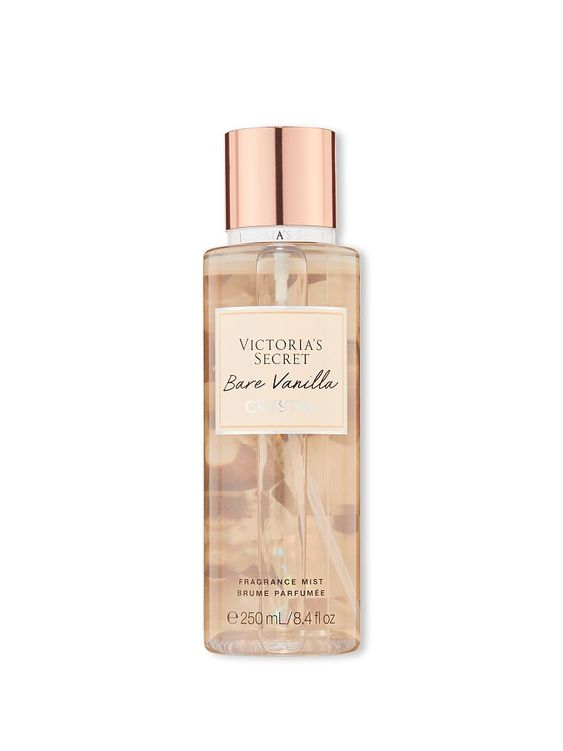 VICTORIA'S
SECRET
Bare Vanilla
CRYSTAL
FRAGRANCE MIST
BRUME PARFUMÉE
℮ 250 mL/8.4 fl oz